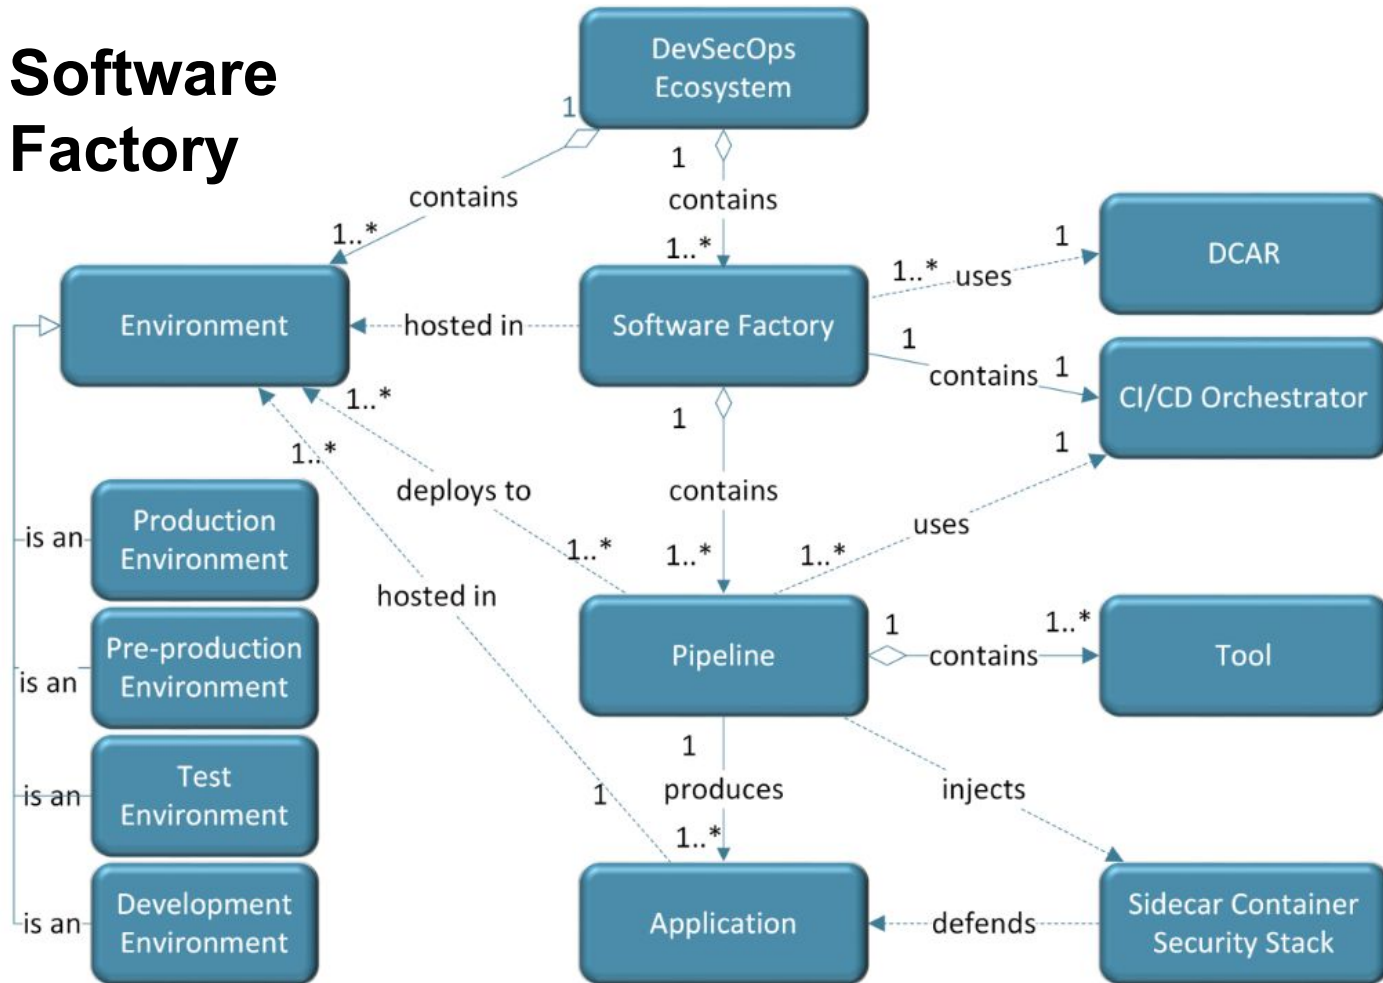 Software
Factory
DevSecOps
Ecosystem
1
1
contains
contains
1..*
1..*
DCAR
1
1..*
uses
Environment
hosted in
Software Factory
1
contains
1
CI/CD Orchestrator
1..*
1
1..*
1
deploys to
contains
uses
Production
Environment
is an
1..*
1..*
1..*
hosted in
Pre-production
Environment
is an
Pipeline
1
contains
1..*
Tool
1
produces
injects
Test
Environment
is an
1
1..*
Development
Environment
is an
Application
defends
Sidecar Container
Security Stack